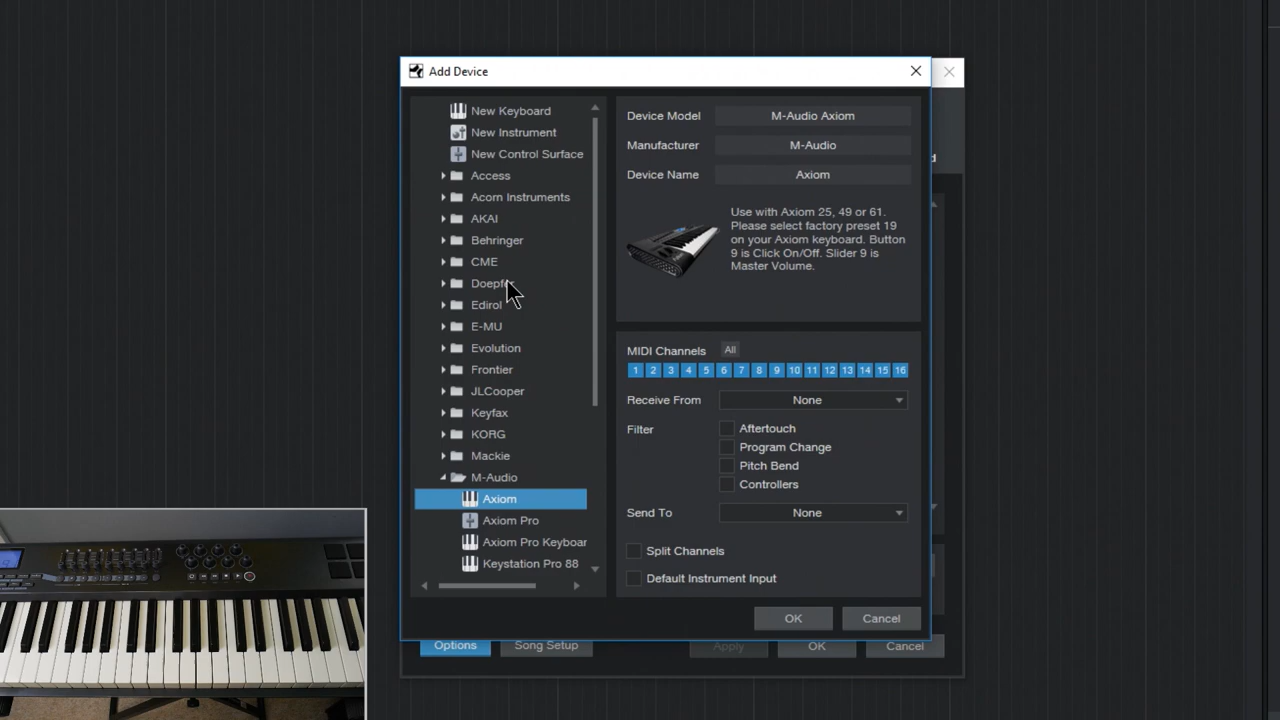 Add Device
New Keyboard
New Instrument
New Control Surface
Access
Acorn Instruments
AKAI
Behringer
CME
Doepfer
Edirol
E-MU
Evolution
Frontier
JLCooper
Keyfax
KORG
Mackie
M-Audio
Axiom
Axiom Pro
Axiom Pro Keyboar
Keystation Pro 88
Device Model M-Audio Axiom
Manufacturer M-Audio
Device Name Axiom
Use with Axiom 25, 49 or 61.
Please select factory preset 19
on your Axiom keyboard. Button
9 is Click On/Off. Slider 9 is
Master Volume.
MIDI Channels All
1 2 3 4 5 6 7 8 9 10 11 12 13 14 15 16
Receive From None
Filter Aftertouch
Program Change
Pitch Bend
Controllers
Send To None
Split Channels
Default Instrument Input
OK Cancel
Options Song Setup Apply OK Cancel